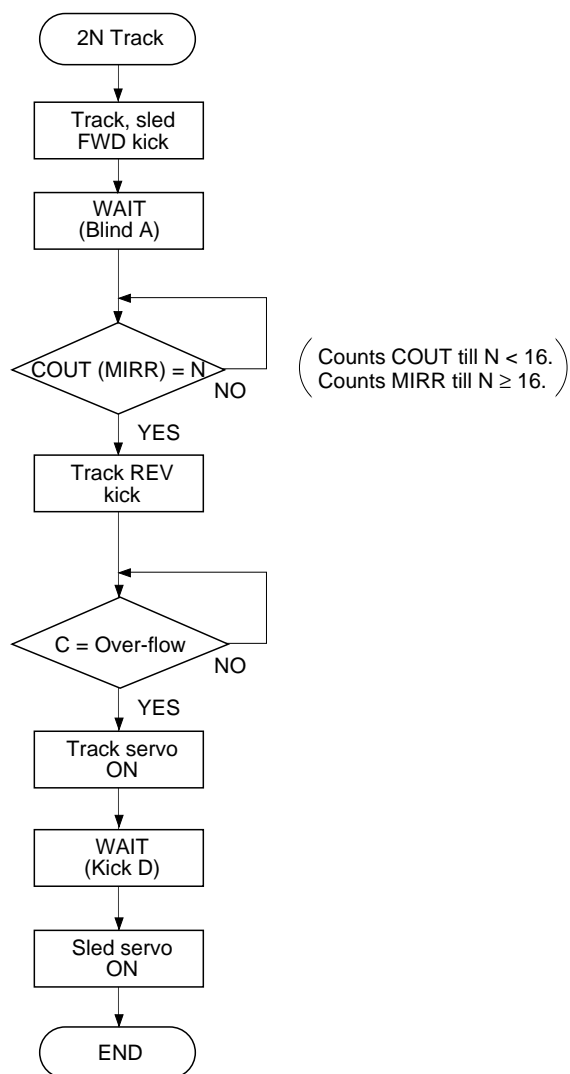 2N Track
Track, sled
FWD kick
WAIT
(Blind A)
COUT (MIRR) = N
NO
Counts COUT till N < 16.
Counts MIRR till N ≥ 16.
YES
Track REV
kick
C = Over-flow
NO
YES
Track servo
ON
WAIT
(Kick D)
Sled servo
ON
END